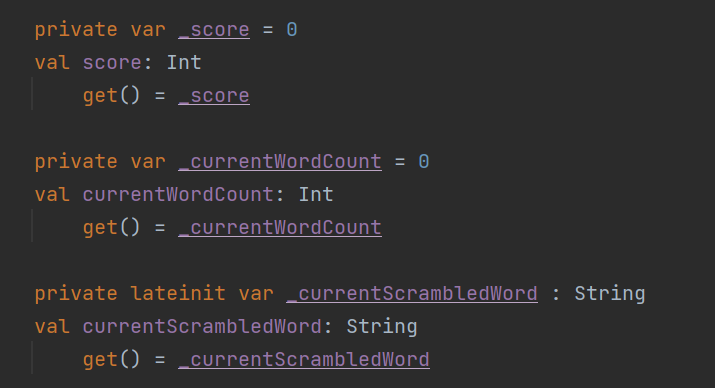 private var _score = 0
val score: Int
    get() = _score

private var _currentWordCount = 0
val currentWordCount: Int
    get() = _currentWordCount

private lateinit var _currentScrambledWord : String
val currentScrambledWord: String
    get() = _currentScrambledWord